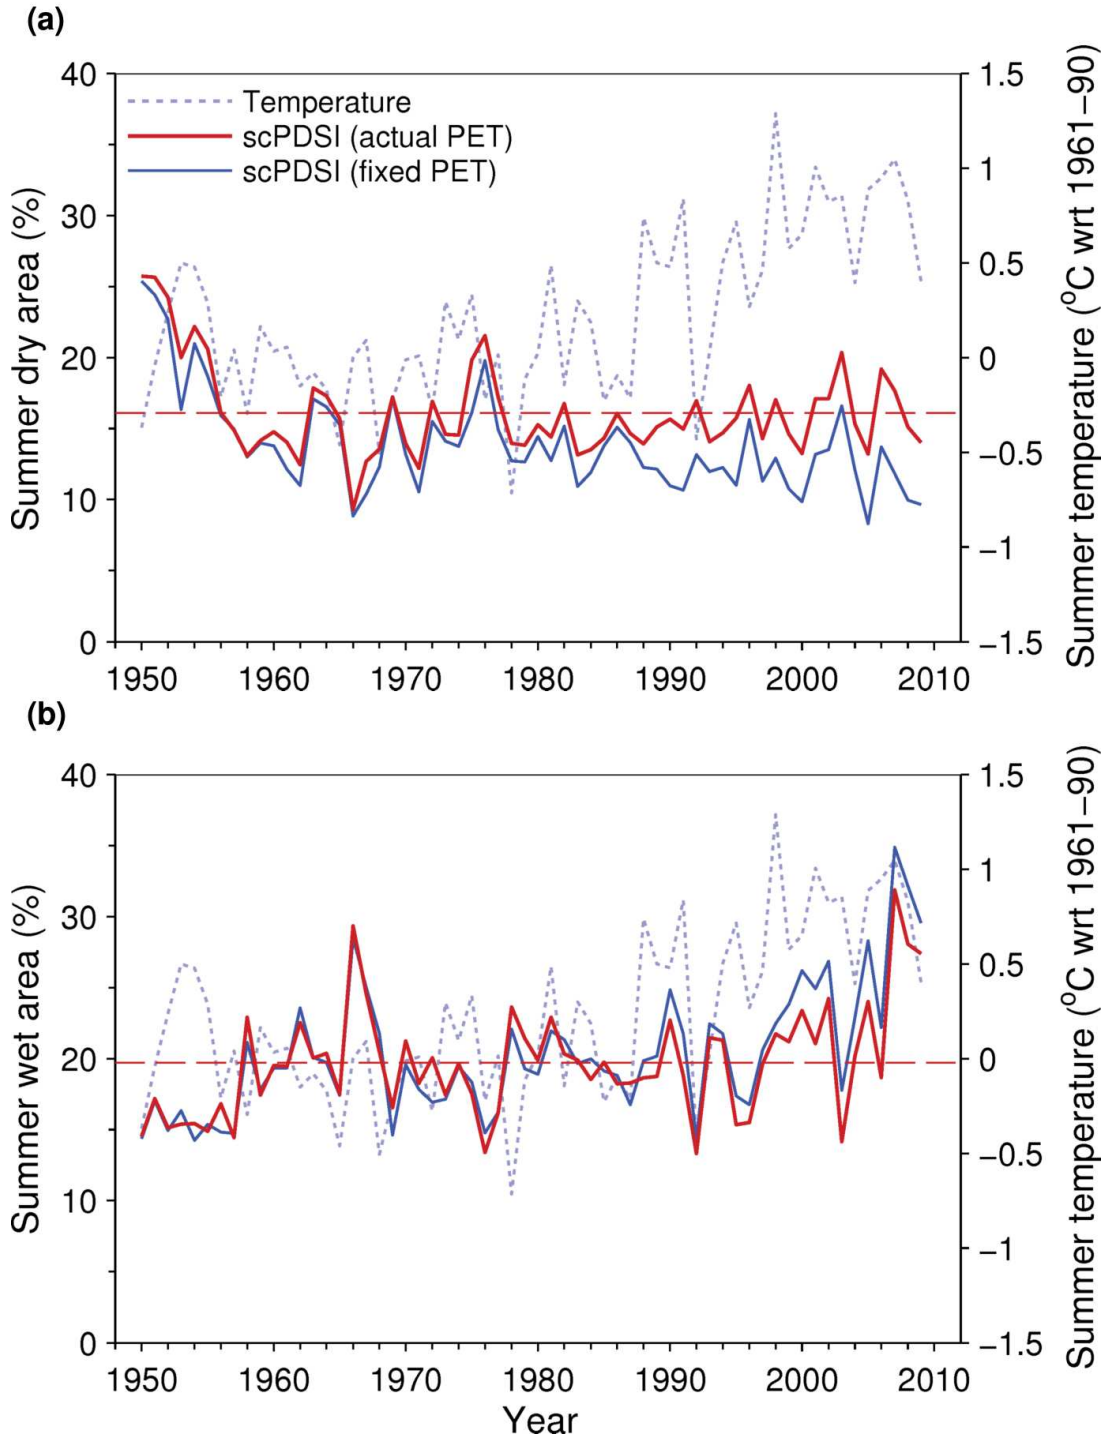 (a)
40
30
20
10
0
Summer dry area (%)
Temperature
scPDSI (actual PET)
scPDSI (fixed PET)
1.5
1
0.5
0
−0.5
−1
−1.5
Summer temperature (°C wrt 1961−90)
1950 1960 1970 1980 1990 2000 2010
(b)
40
30
20
10
0
Summer wet area (%)
1.5
1
0.5
0
−0.5
−1
−1.5
Summer temperature (°C wrt 1961−90)
1950 1960 1970 1980 1990 2000 2010
Year